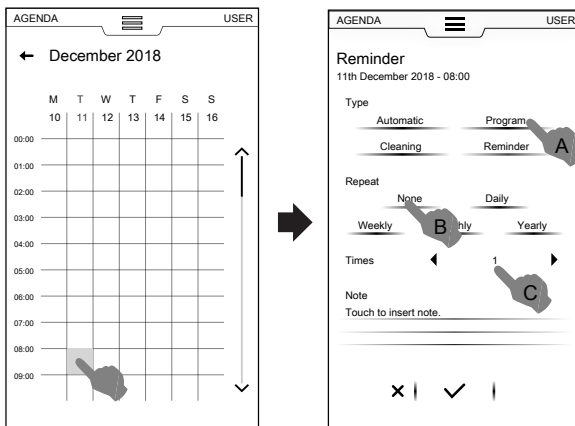 AGENDA USER
December 2018
M T W T F S S
10 11 12 13 14 15 16
00:00
01:00
02:00
03:00
04:00
05:00
06:00
07:00
08:00
09:00
AGENDA USER
Reminder
11th December 2018 - 08:00
Type
Automatic Program
A
Cleaning Reminder
Repeat
None Daily
B
Weekly hly Yearly
Times 1
C
Note
Touch to insert note.